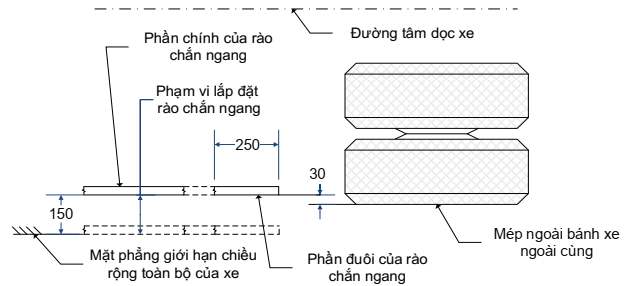 Đường tâm dọc xe
Phần chính của rào
chắn ngang
Phạm vi lắp đặt
rào chắn ngang
250
30
150
Mặt phẳng giới hạn chiều
rộng toàn bộ của xe
Phần đuôi của rào
chắn ngang
Mép ngoài bánh xe
ngoài cùng